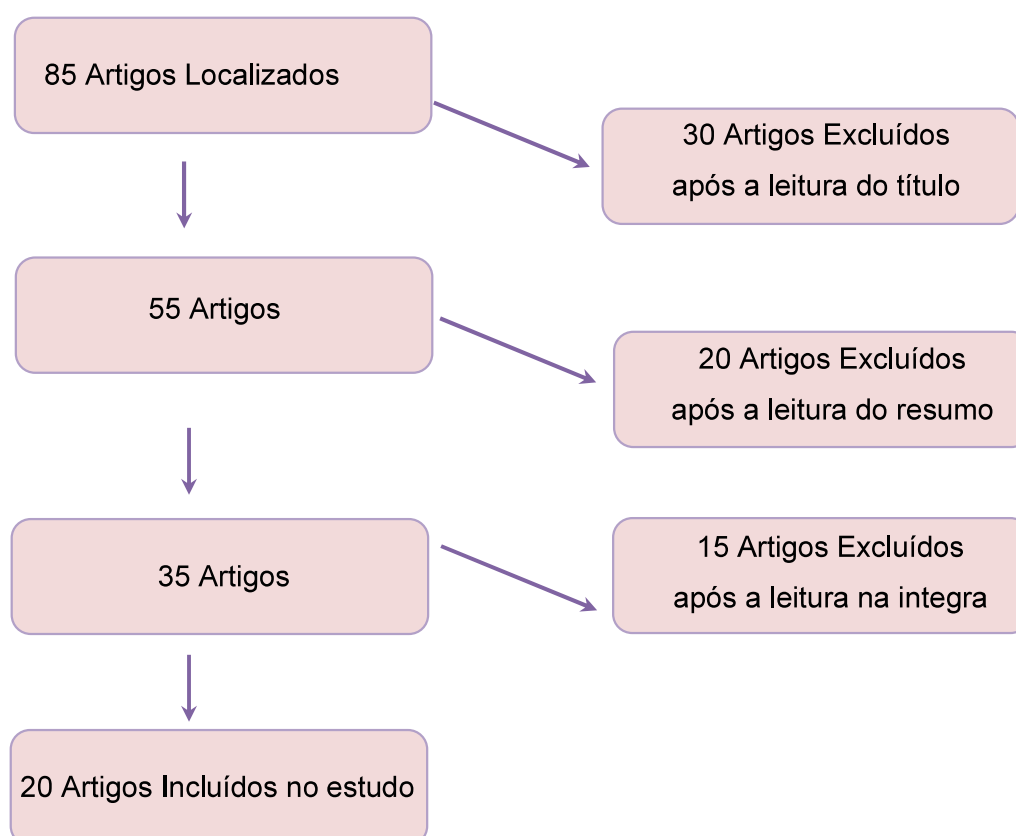 85 Artigos Localizados
30 Artigos Excluídos
após a leitura do título
55 Artigos
20 Artigos Excluídos
após a leitura do resumo
35 Artigos
15 Artigos Excluídos
após a leitura na integra
20 Artigos Incluídos no estudo